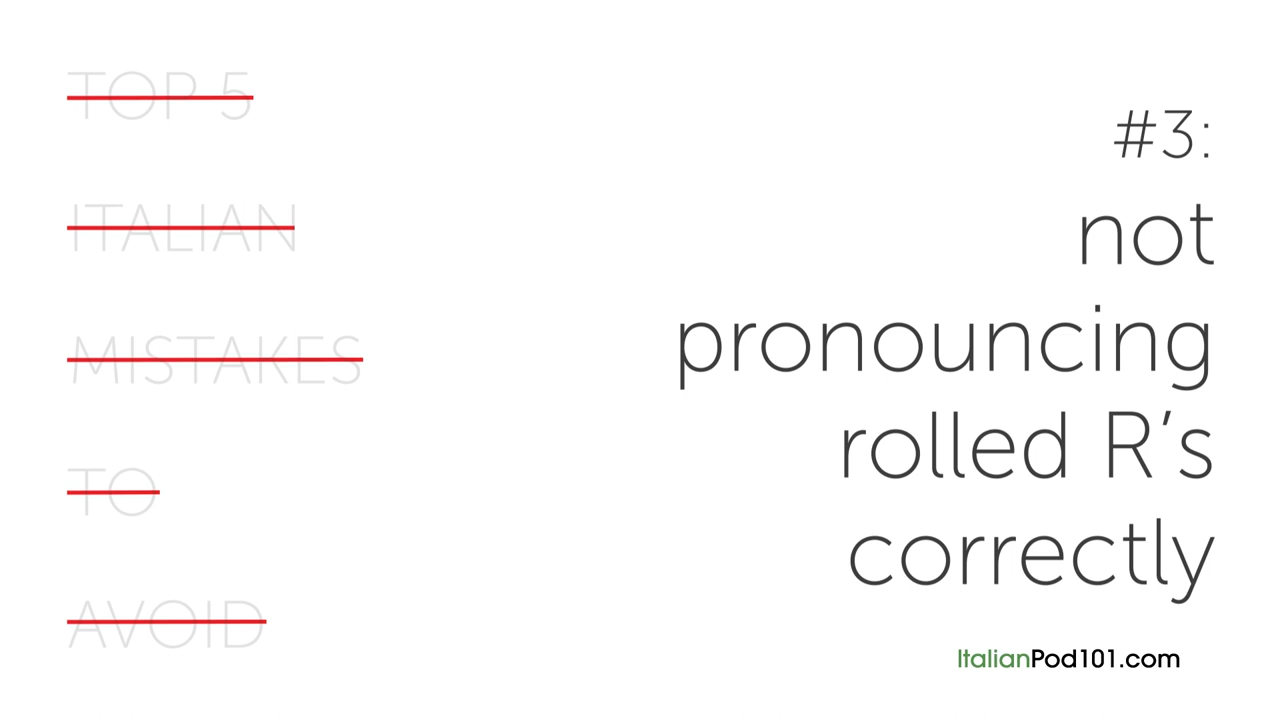 TOP 5
ITALIAN
MISTAKES
TO
AVOID
#3:
not
pronouncing
rolled R's
correctly
ItalianPod101.com